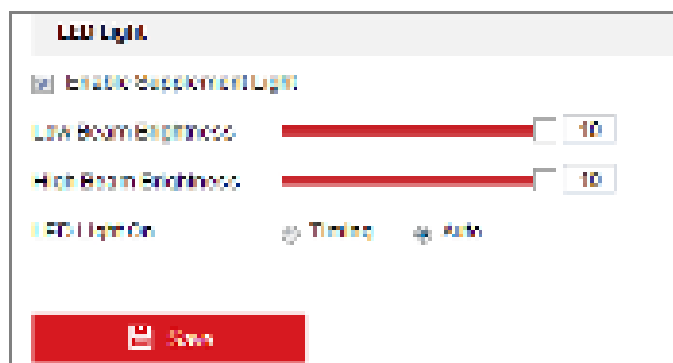 LED Light
Enable Supplement Light
Low Beam Brightness 10
High Beam Brightness 10
LED Light On Timing Auto
Save